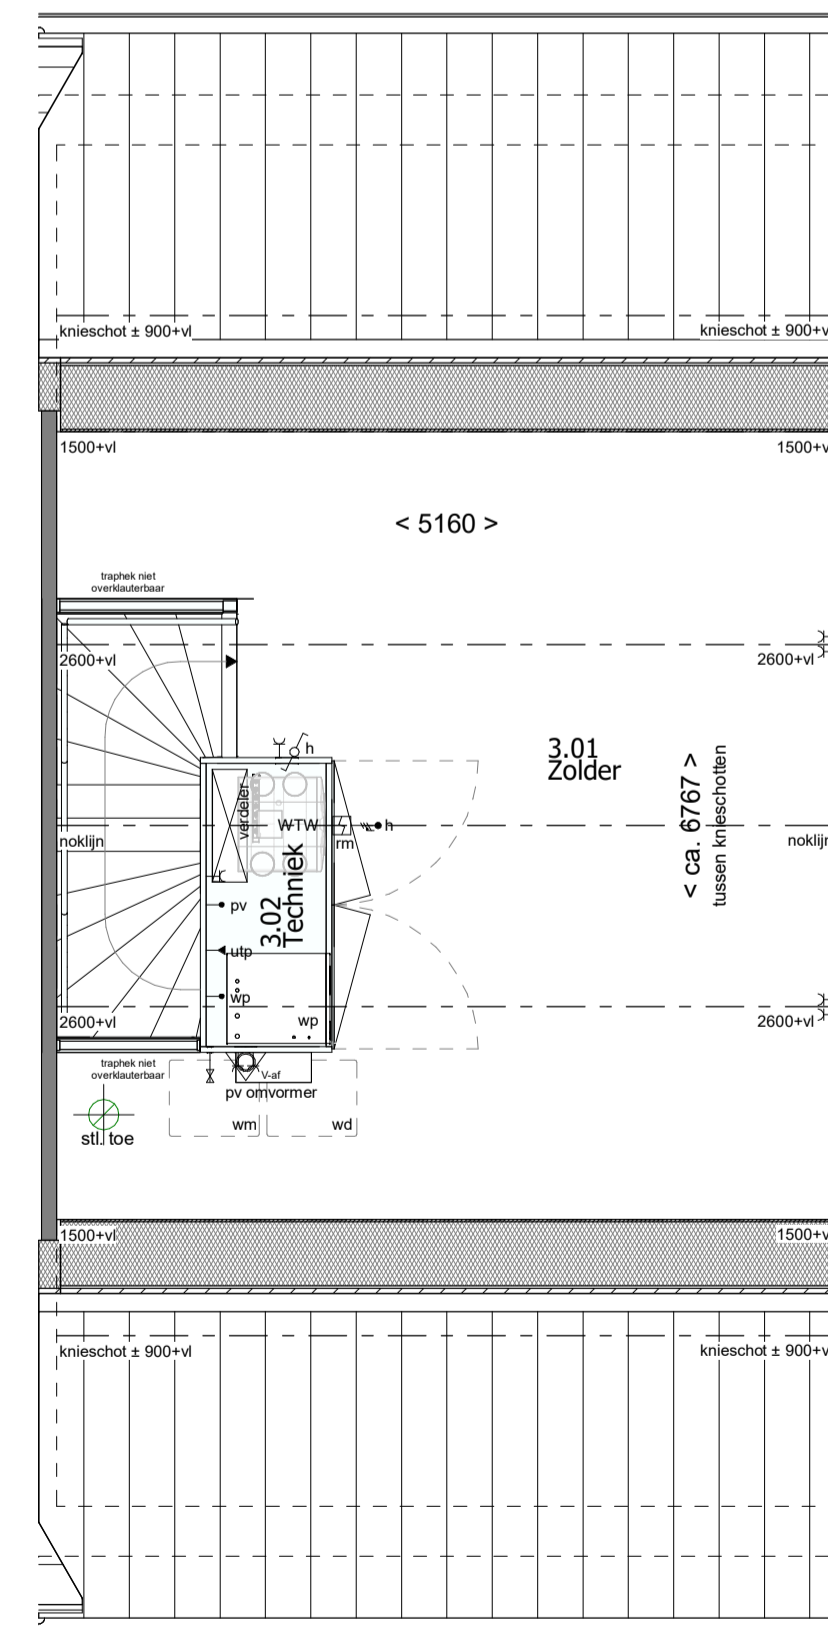 knieschot ± 900+vl
knieschot ± 900+v
1500+vl
1500+v
< 5160 >
traphek niet
overklauterbaar
2600+vl
2600+vl
h
3.01
Zolder
< ca. 6767 >
tussen knieschotten
verdeler
WTW
h
rm
noklijn
noklijn
3.02
Techniek
pv
utp
wp
wp
2600+vl
2600+vl
traphek niet
overklauterbaar
V-af
pv omvormer
wm
wd
stl. toe
1500+vl
1500+v
knieschot ± 900+vl
knieschot ± 900+v